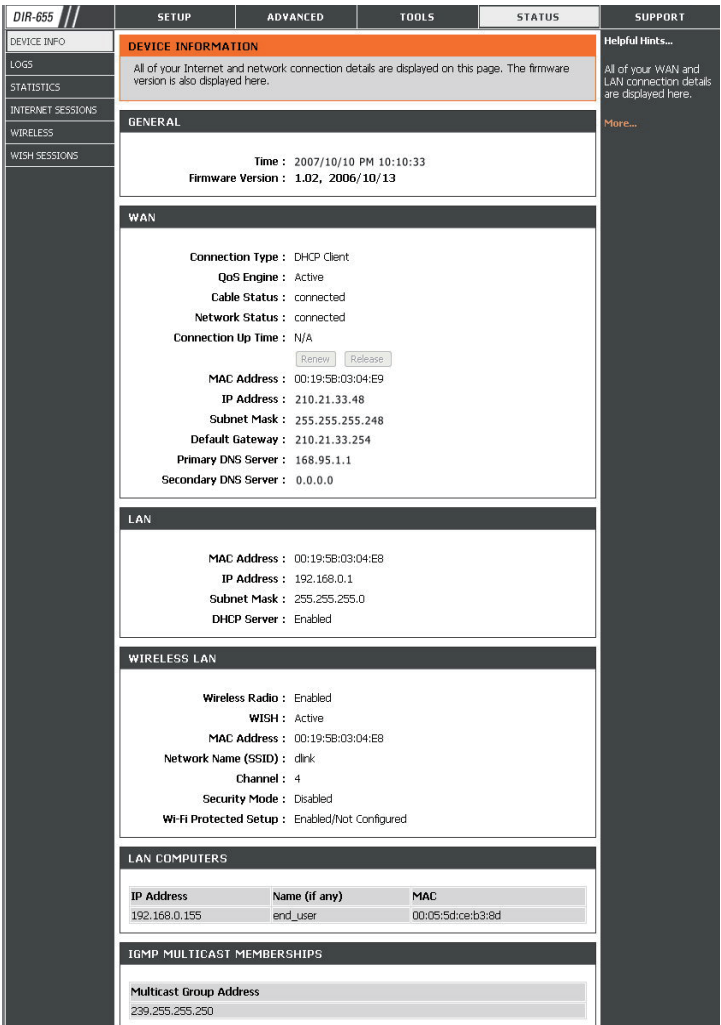 DIR-655 // SETUP ADVANCED TOOLS STATUS SUPPORT
DEVICE INFO
LOGS
STATISTICS
INTERNET SESSIONS
WIRELESS
WISH SESSIONS
DEVICE INFORMATION
All of your Internet and network connection details are displayed on this page. The firmware
version is also displayed here.
GENERAL
Time : 2007/10/10 PM 10:10:33
Firmware Version : 1.02, 2006/10/13
WAN
Connection Type : DHCP Client
QoS Engine : Active
Cable Status : connected
Network Status : connected
Connection Up Time : N/A
Renew Release
MAC Address : 00:19:5B:03:04:E9
IP Address : 210.21.33.48
Subnet Mask : 255.255.255.248
Default Gateway : 210.21.33.254
Primary DNS Server : 168.95.1.1
Secondary DNS Server : 0.0.0.0
LAN
MAC Address : 00:19:5B:03:04:E8
IP Address : 192.168.0.1
Subnet Mask : 255.255.255.0
DHCP Server : Enabled
WIRELESS LAN
Wireless Radio : Enabled
WISH : Active
MAC Address : 00:19:5B:03:04:E8
Network Name (SSID) : dlink
Channel : 4
Security Mode : Disabled
Wi-Fi Protected Setup : Enabled/Not Configured
LAN COMPUTERS
IP Address Name (if any) MAC
192.168.0.155 end_user 00:05:5d:ce:b3:8d
IGMP MULTICAST MEMBERSHIPS
Multicast Group Address
239.255.255.250
Helpful Hints...
All of your WAN and
LAN connection details
are displayed here.
More...